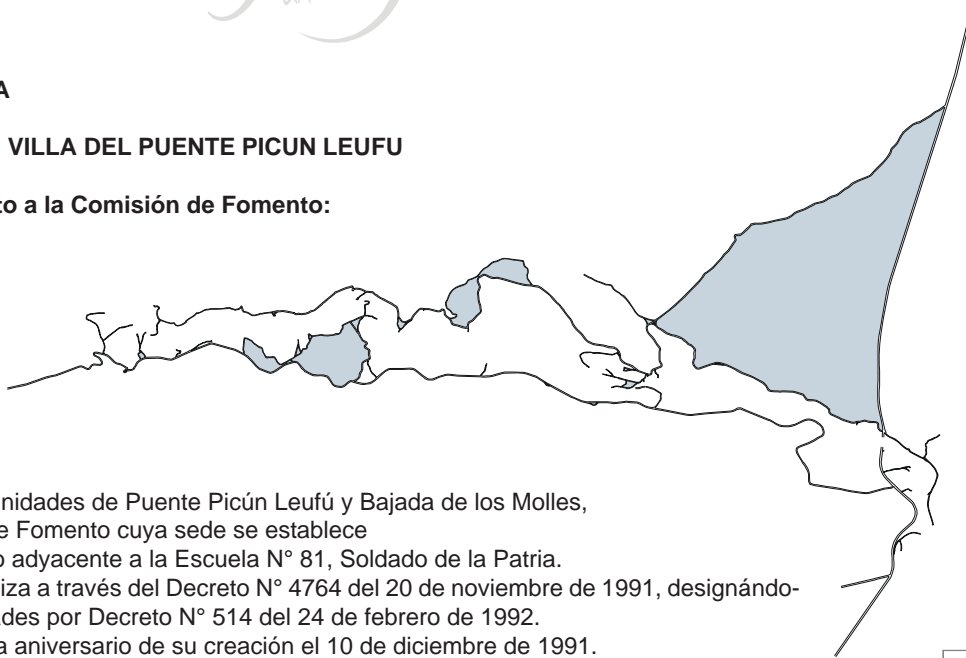 A
VILLA DEL PUENTE PICUN LEUFU
to a la Comisión de Fomento:
nidades de Puente Picún Leufú y Bajada de los Molles,
e Fomento cuya sede se establece
o adyacente a la Escuela N° 81, Soldado de la Patria.
iza a través del Decreto N° 4764 del 20 de noviembre de 1991, designándo-
ades por Decreto N° 514 del 24 de febrero de 1992.
a aniversario de su creación el 10 de diciembre de 1991.